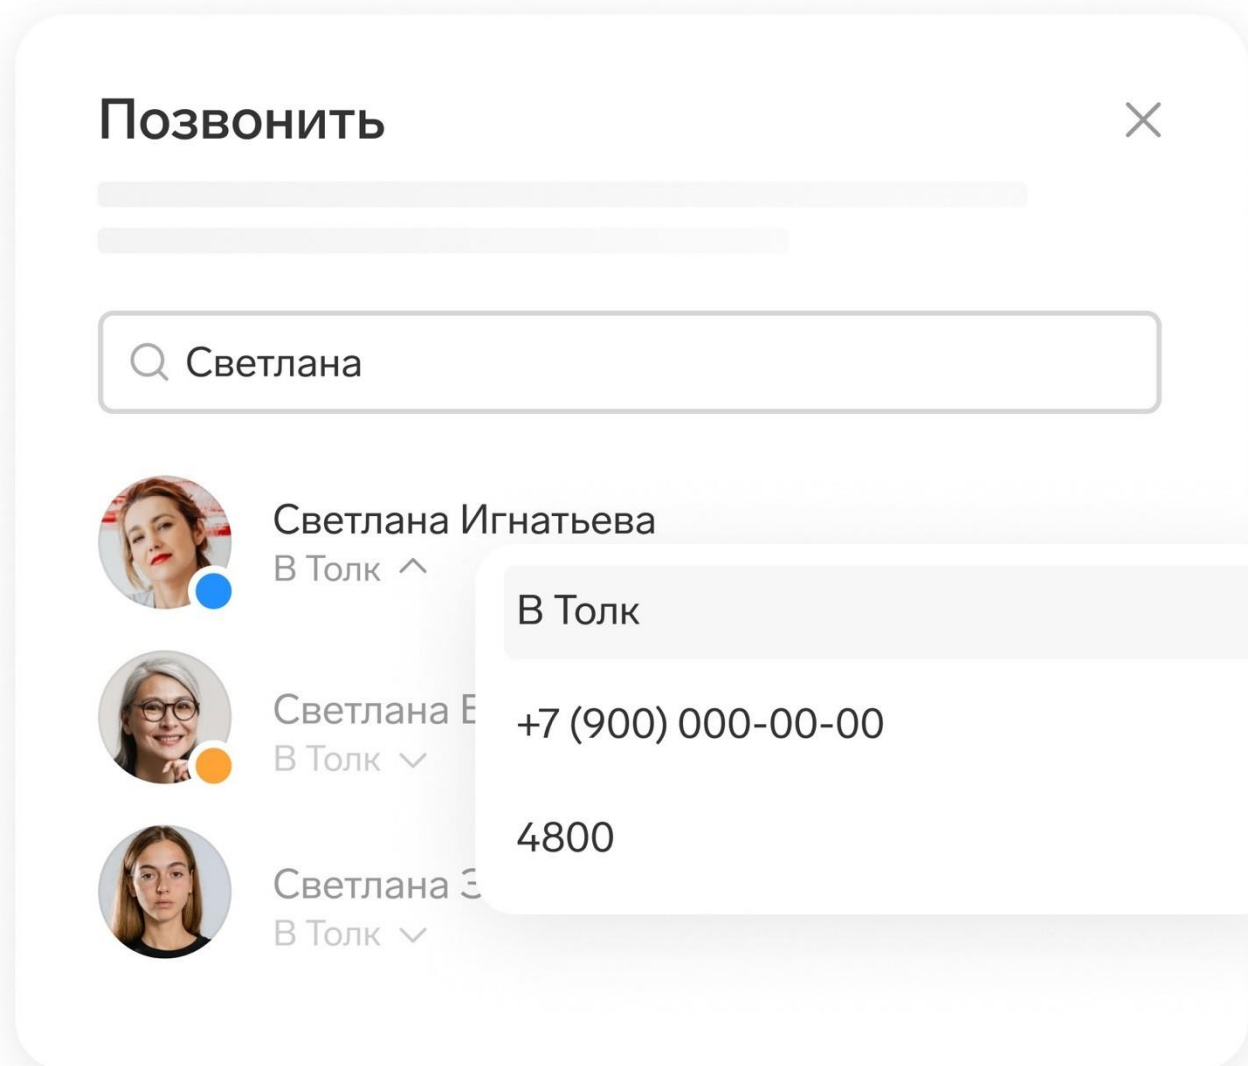 Позвонить
Светлана
Светлана Игнатьева
В Толк
В Толк
+7 (900) 000-00-00
4800
Светлана
В Толк
Светлана
В Толк